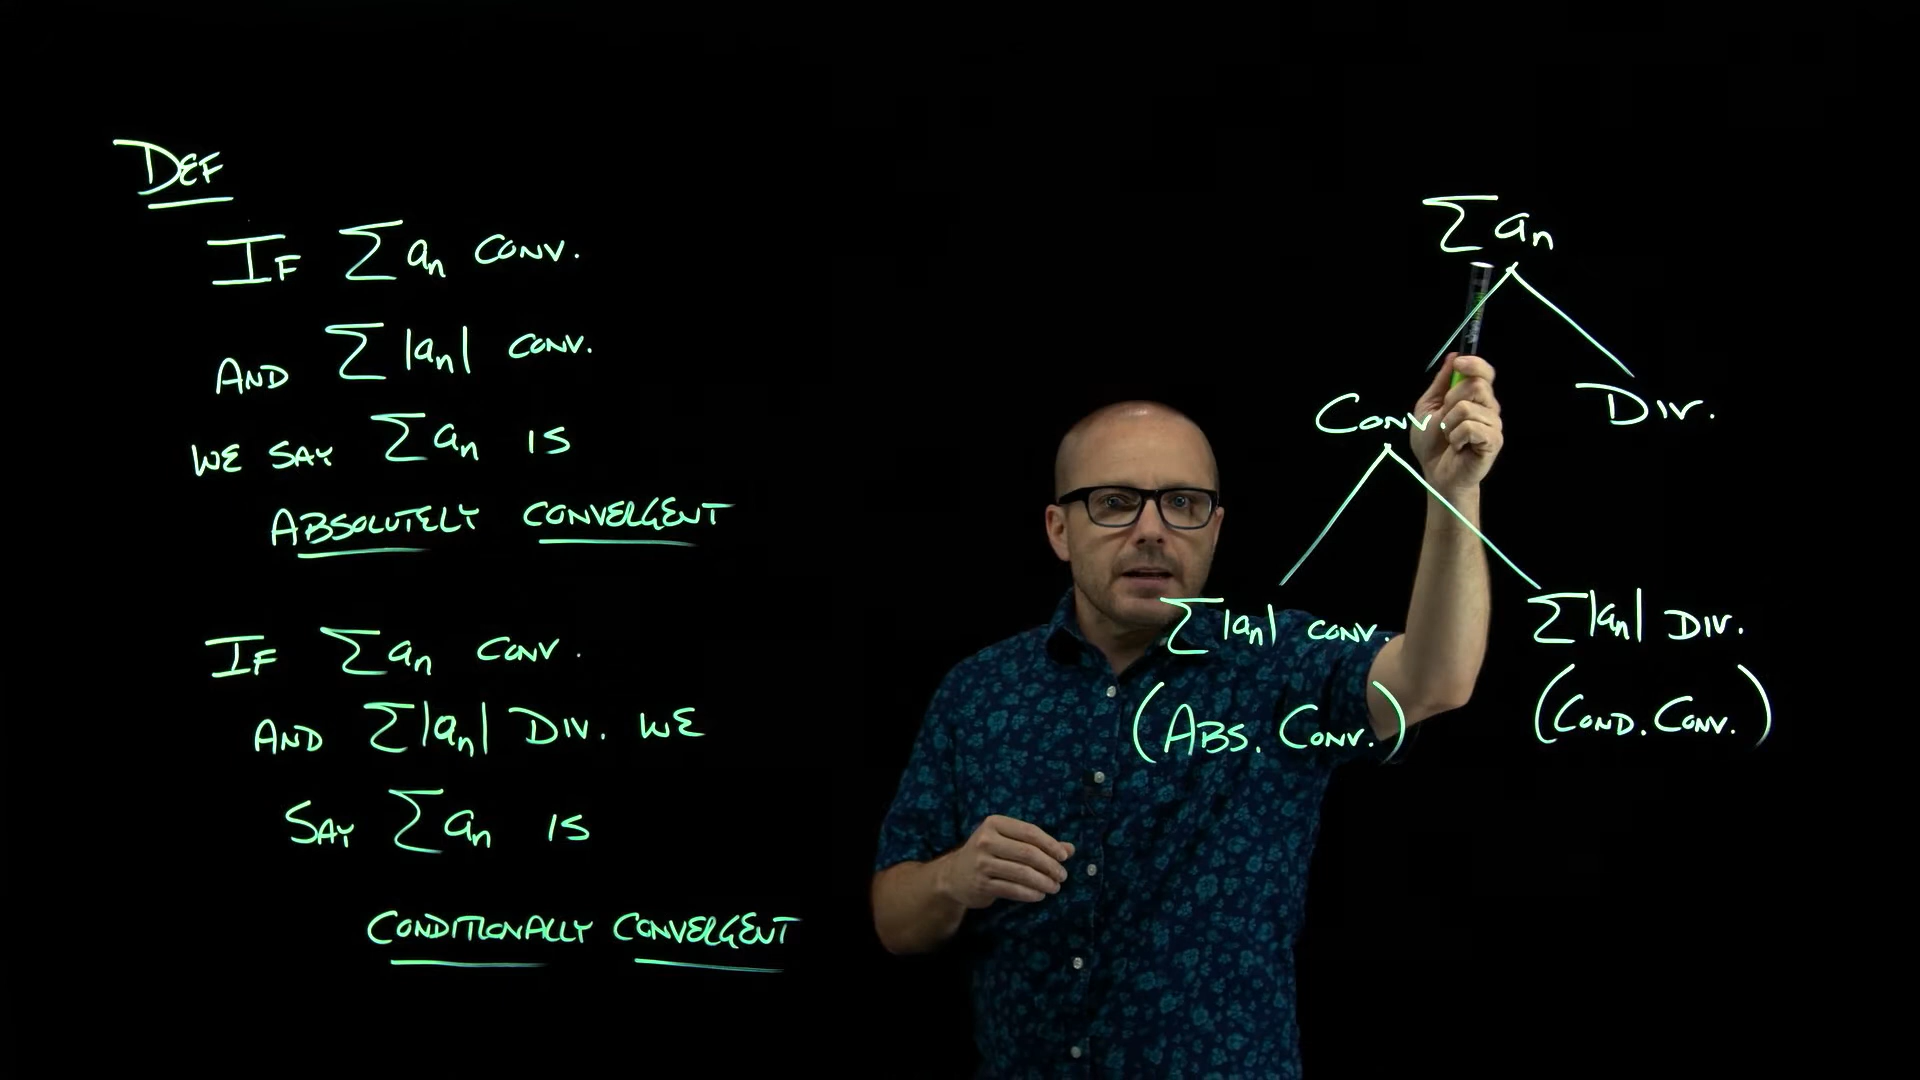 DEF
IF ∑ an CONV.
AND ∑ |an| CONV.
WE SAY ∑ an IS
ABSOLUTELY CONVERGENT
IF ∑ an CONV.
AND ∑ |an| DIV. WE
SAY ∑ an IS
CONDITIONALLY CONVERGENT
∑ an
CONV. DIV.
∑ |an| CONV. ∑ |an| DIV.
(ABS. CONV.) (COND. CONV.)